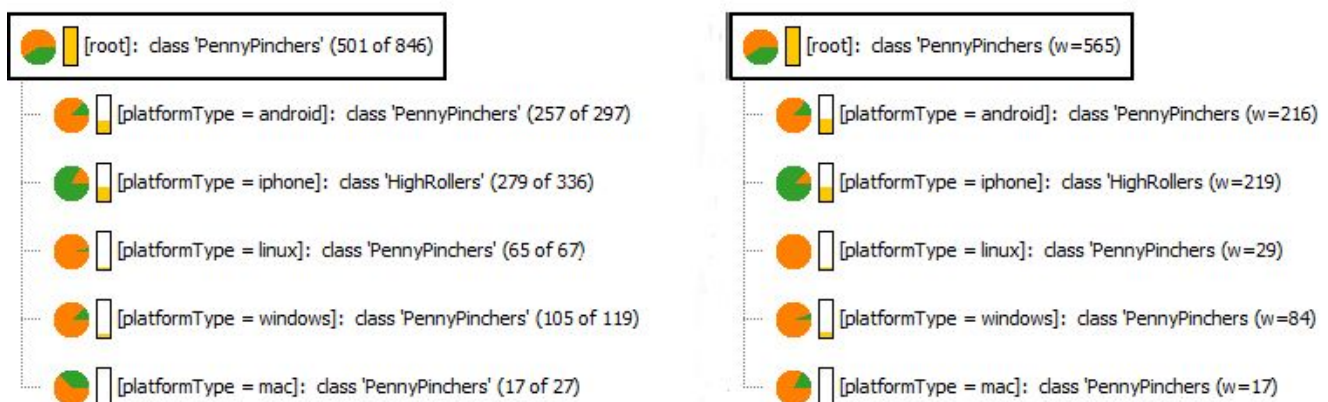 [root]: class 'PennyPinchers' (501 of 846)
[platformType = android]: class 'PennyPinchers' (257 of 297)
[platformType = iphone]: class 'HighRollers' (279 of 336)
[platformType = linux]: class 'PennyPinchers' (65 of 67)
[platformType = windows]: class 'PennyPinchers' (105 of 119)
[platformType = mac]: class 'PennyPinchers' (17 of 27)
[root]: class 'PennyPinchers (w=565)
[platformType = android]: class 'PennyPinchers (w=216)
[platformType = iphone]: class 'HighRollers (w=219)
[platformType = linux]: class 'PennyPinchers (w=29)
[platformType = windows]: class 'PennyPinchers (w=84)
[platformType = mac]: class 'PennyPinchers (w=17)